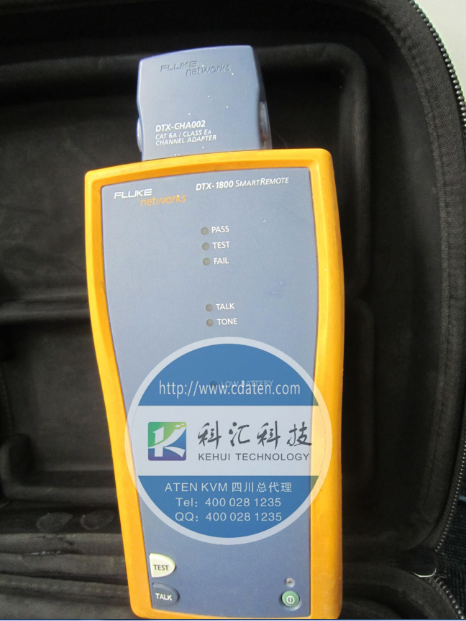 FLUKE
networks
DTX-CHA002
CAT 6A / CLASS EA
CHANNEL ADAPTER
FLUKE
networks
DTX-1800 SMARTREMOTE
PASS
TEST
FAIL
TALK
TONE
LOW BATTERY
http://www.cdaten.com
科汇科技
KEHUI TECHNOLOGY
ATEN KVM 四川总代理
Tel: 400 028 1235
QQ: 400 028 1235
TEST
TALK